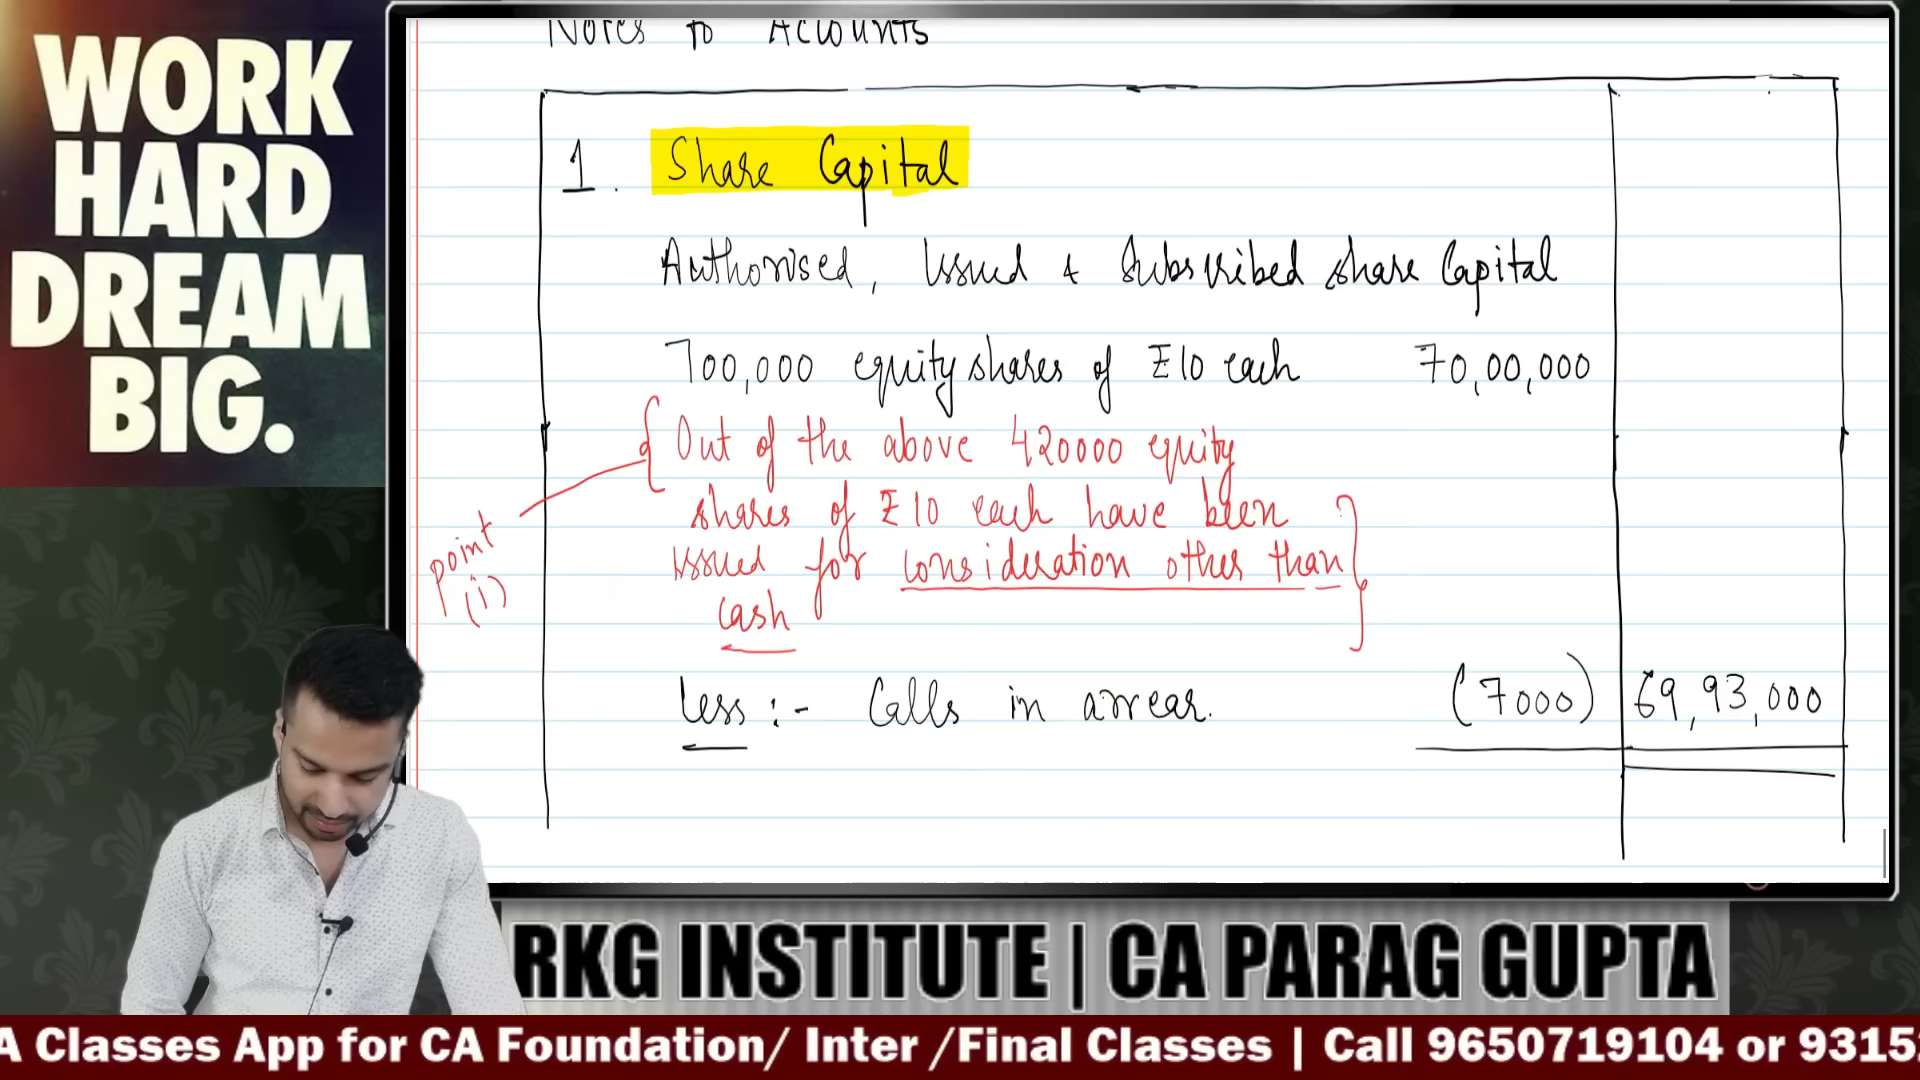 WORK
HARD
DREAM
BIG.
Notes to Accounts
1. Share Capital
Authorised, Issued & Subscribed share Capital
700,000 equity shares of ₹10 each 70,00,000
{Out of the above 420000 equity
shares of ₹10 each have been
issued for consideration other than
cash}
point
(i)
Less :- Calls in arrear. (7000) 69,93,000
RKG INSTITUTE | CA PARAG GUPTA
A Classes App for CA Foundation/ Inter /Final Classes | Call 9650719104 or 9315